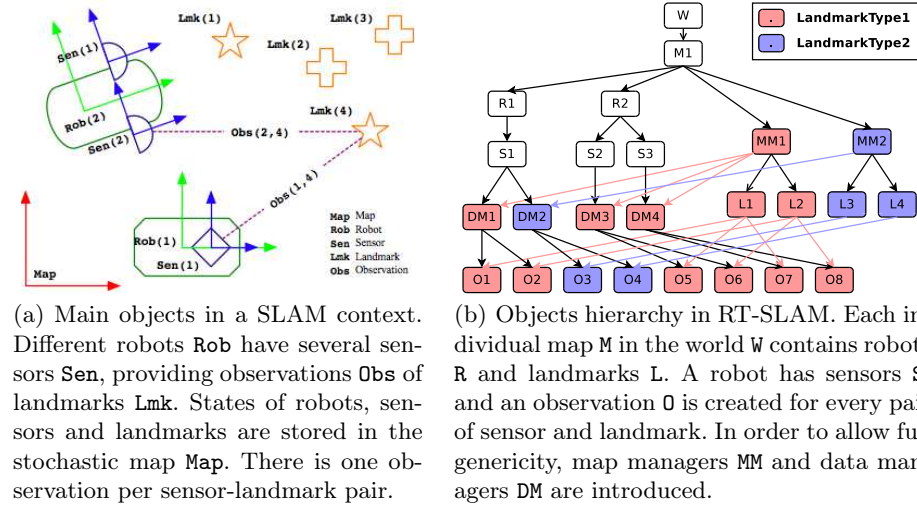 Lmk(1)
Lmk(3)
Lmk(2)
Sen(1)
Lmk(4)
Rob(2)
Sen(2)
Obs(2,4)
Obs(1,4)
Rob(1)
Sen(1)
Map
Map Map
Rob Robot
Sen Sensor
Lmk Landmark
Obs Observation
(a) Main objects in a SLAM context.
Different robots Rob have several sen-
sors Sen, providing observations Obs of
landmarks Lmk. States of robots, sen-
sors and landmarks are stored in the
stochastic map Map. There is one ob-
servation per sensor-landmark pair.
W
. LandmarkType1
. LandmarkType2
M1
R1 R2
MM1 MM2
S1 S2 S3
DM1 DM2 DM3 DM4 L1 L2 L3 L4
O1 O2 O3 O4 O5 O6 O7 O8
(b) Objects hierarchy in RT-SLAM. Each in
dividual map M in the world W contains robot
R and landmarks L. A robot has sensors S
and an observation O is created for every pai
of sensor and landmark. In order to allow fu
genericity, map managers MM and data man
agers DM are introduced.